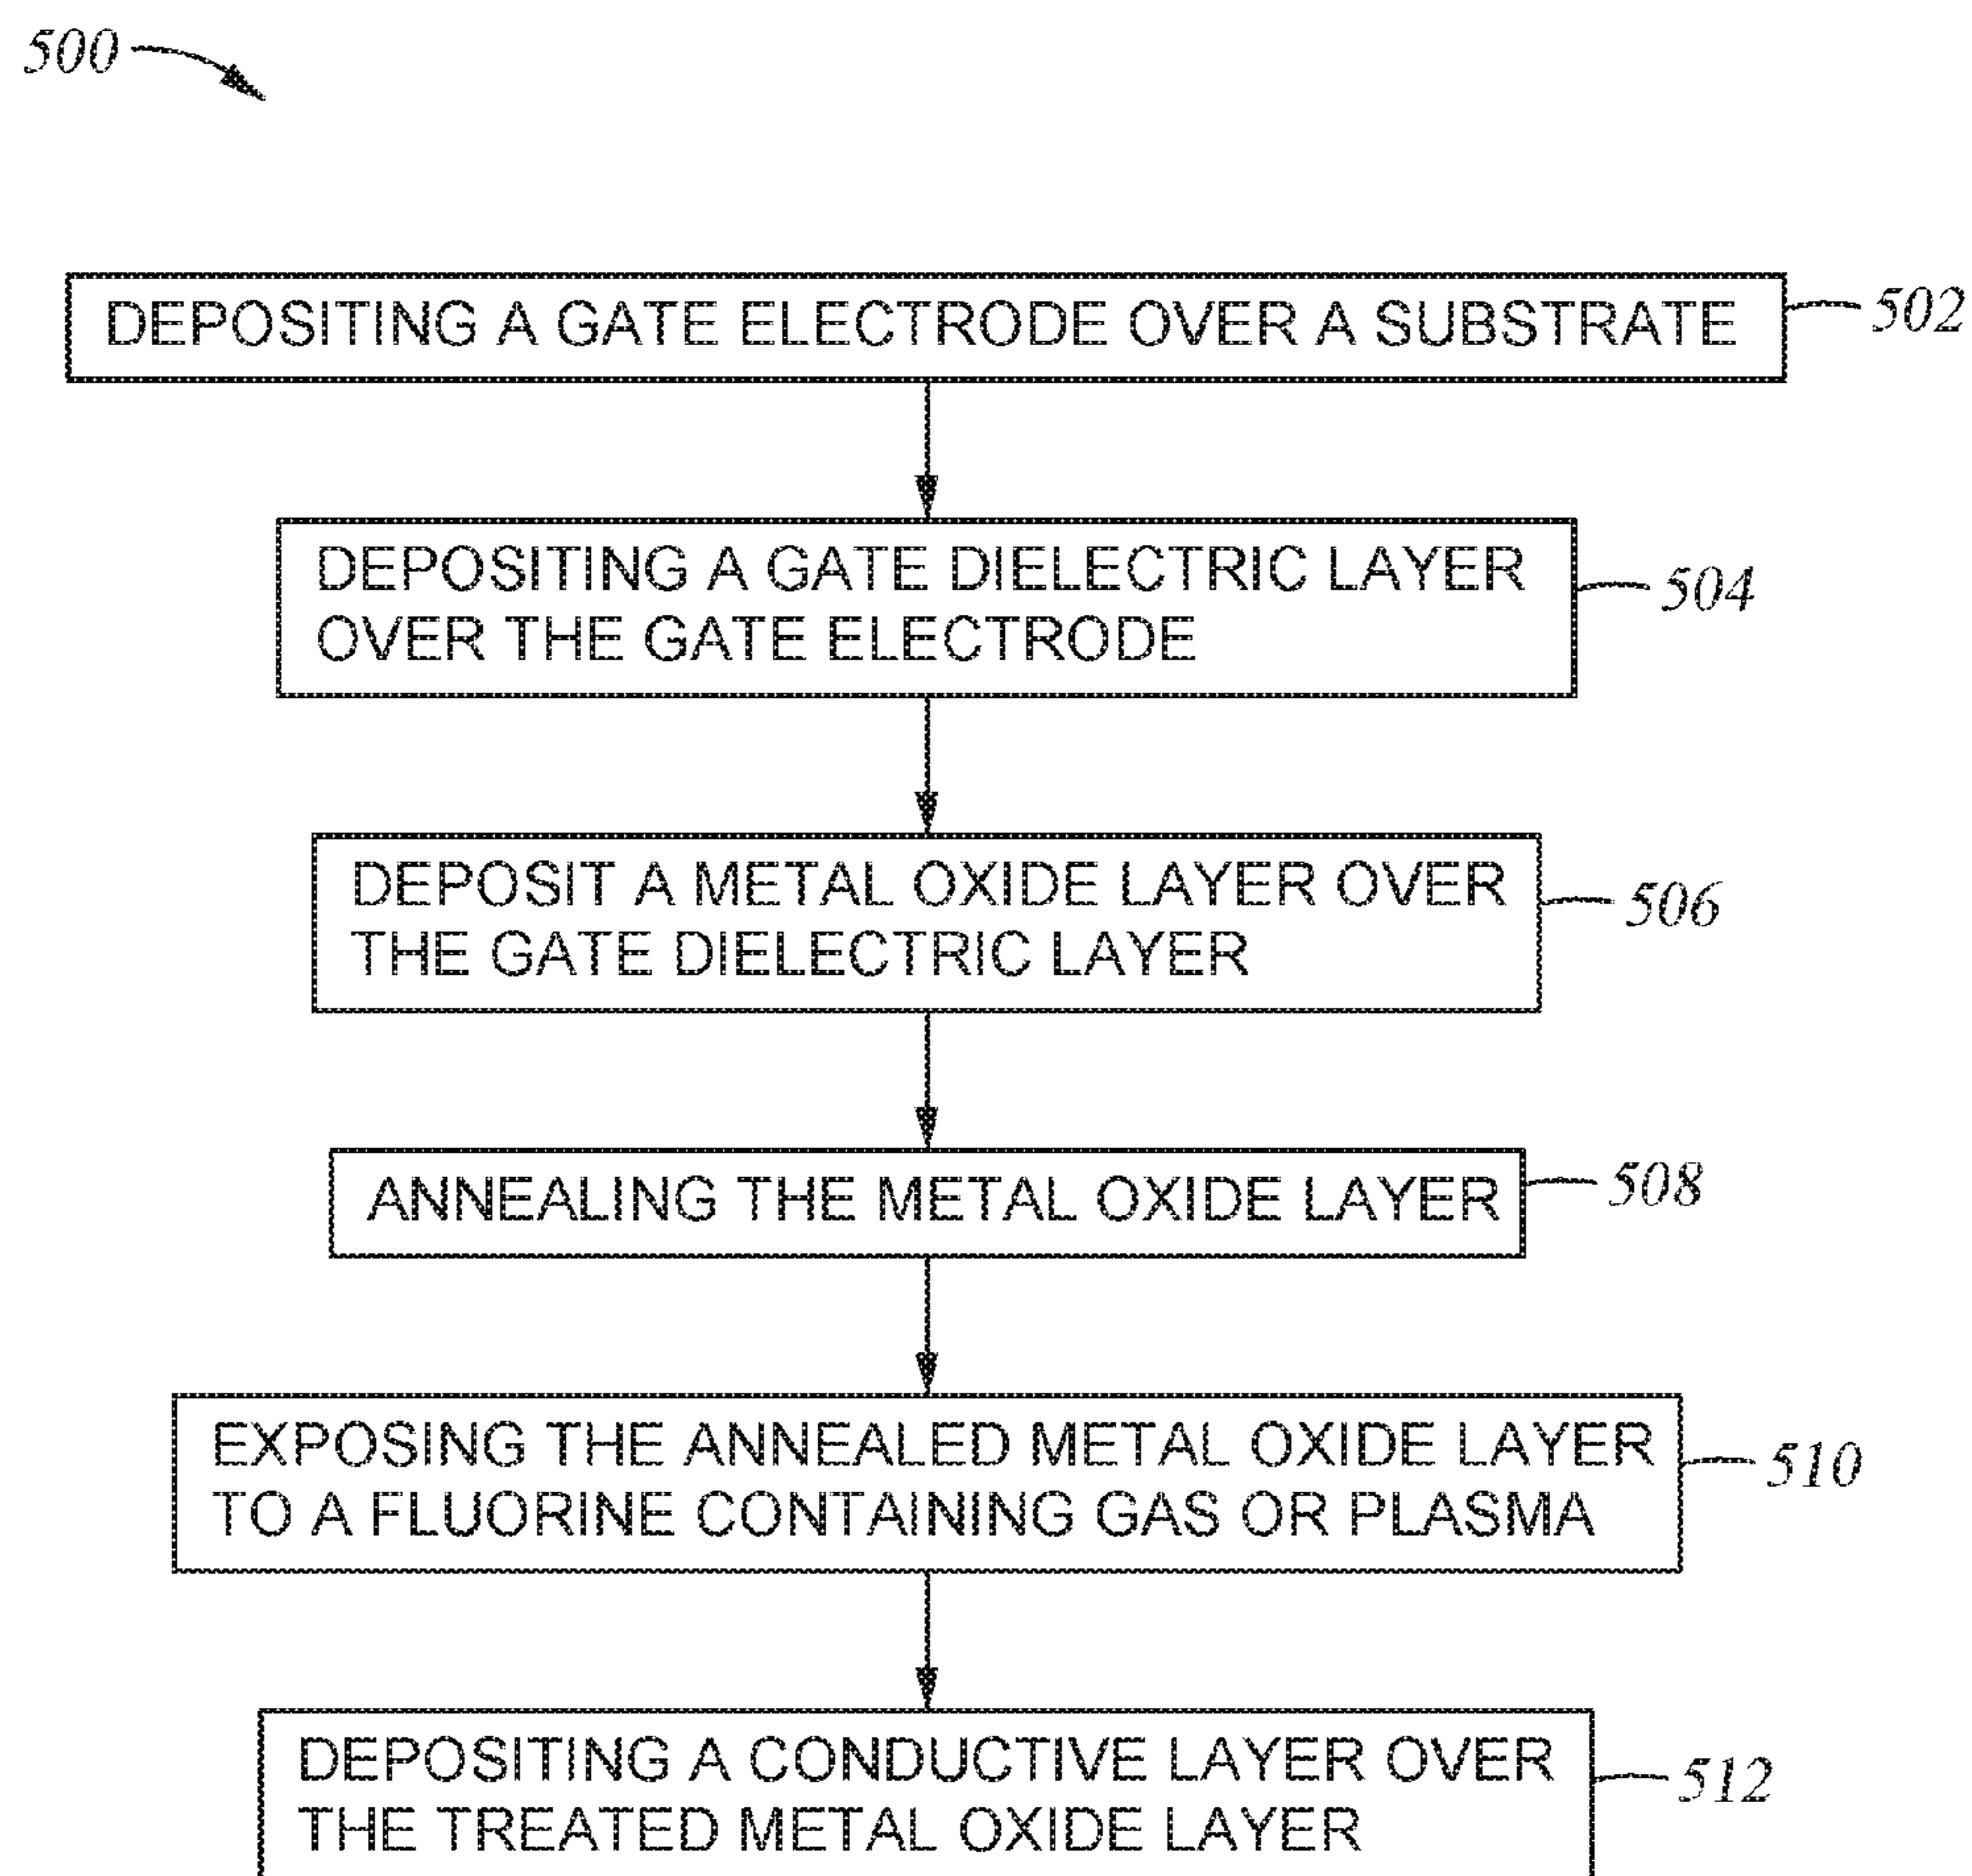 500
DEPOSITING A GATE ELECTRODE OVER A SUBSTRATE
502
DEPOSITING A GATE DIELECTRIC LAYER
OVER THE GATE ELECTRODE
504
DEPOSIT A METAL OXIDE LAYER OVER
THE GATE DIELECTRIC LAYER
506
ANNEALING THE METAL OXIDE LAYER
508
EXPOSING THE ANNEALED METAL OXIDE LAYER
TO A FLUORINE CONTAINING GAS OR PLASMA
510
DEPOSITING A CONDUCTIVE LAYER OVER
THE TREATED METAL OXIDE LAYER
512